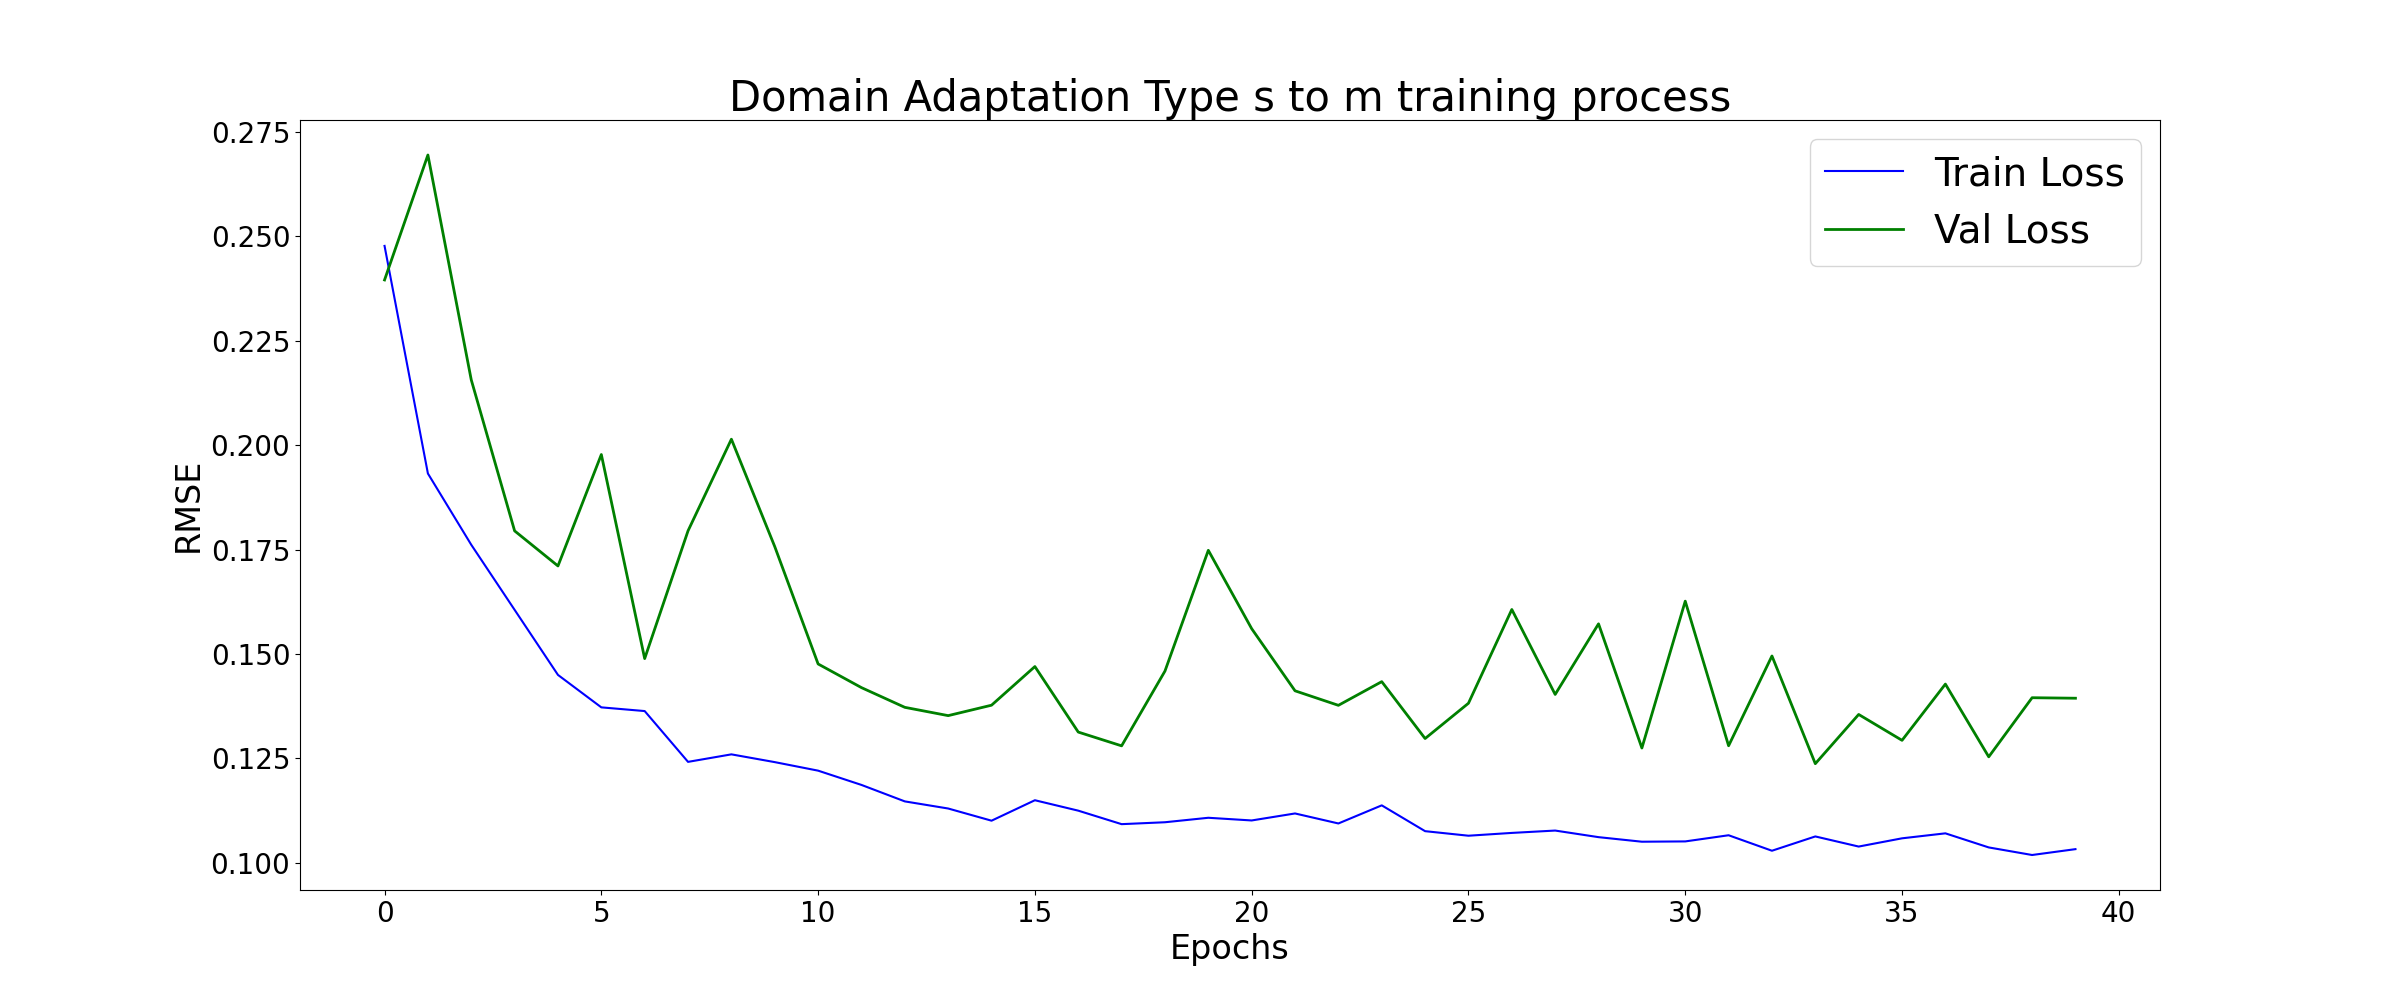 Domain Adaptation Type s to m training process
0.275
0.250
0.225
0.200
0.175
0.150
0.125
0.100
RMSE
Train Loss
Val Loss
0 5 10 15 20 25 30 35 40
Epochs